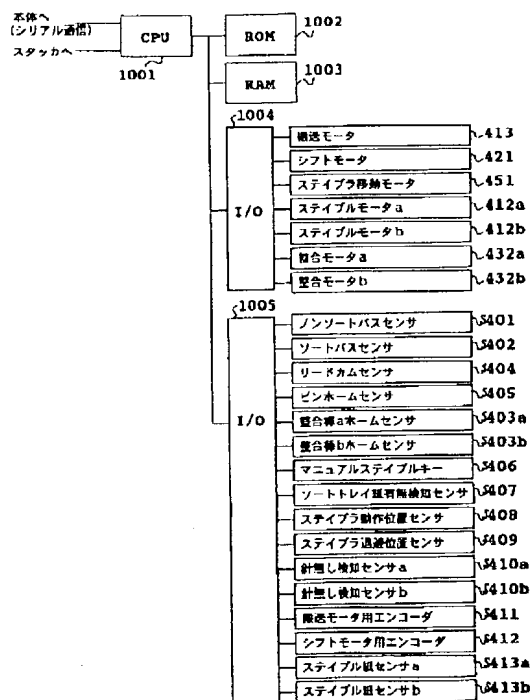 本体へ
(シリアル通信)
スタッカへ
CPU
1001
ROM
1002
RAM
1003
1004
I/O
搬送モータ 413
シフトモータ 421
ステイプラ移動モータ 451
ステイプルモータa 412a
ステイプルモータb 412b
整合モータa 432a
整合モータb 432b
1005
I/O
ノンソートパスセンサ S401
ソートパスセンサ S402
リードカムセンサ S404
ビンホームセンサ S405
整合棒aホームセンサ S403a
整合棒bホームセンサ S403b
マニュアルステイプルキー S406
ソートトレイ紙有無検知センサ S407
ステイプラ動作位置センサ S408
ステイプラ退避位置センサ S409
針無し検知センサa S410a
針無し検知センサb S410b
搬送モータ用エンコーダ S411
シフトモータ用エンコーダ S412
ステイプル紙センサa S413a
ステイプル紙センサb S413b